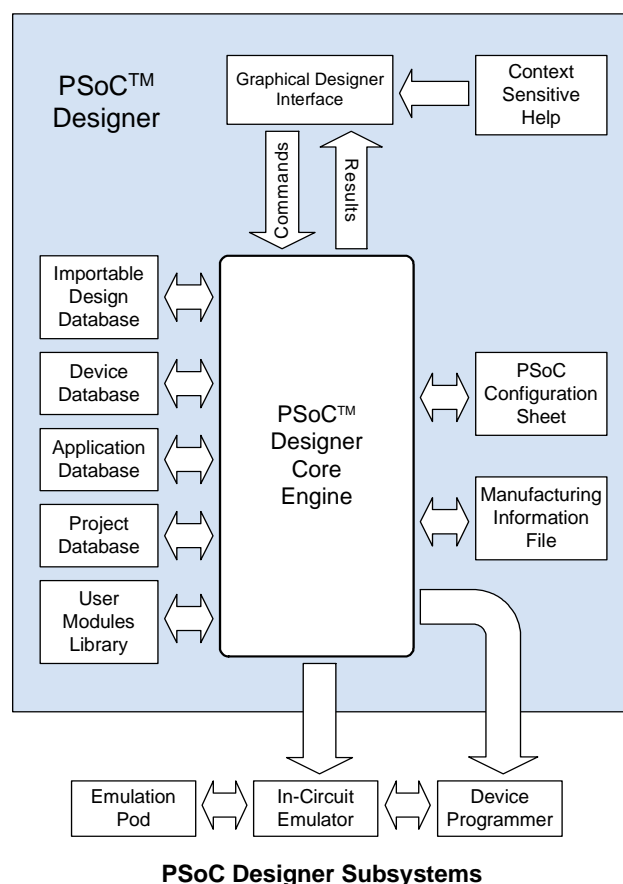 PSoC™
Designer
Graphical Designer
Interface
Context
Sensitive
Help
Commands
Results
Importable
Design
Database
Device
Database
Application
Database
Project
Database
User
Modules
Library
PSoC™
Designer
Core
Engine
PSoC
Configuration
Sheet
Manufacturing
Information
File
Emulation
Pod
In-Circuit
Emulator
Device
Programmer
PSoC Designer Subsystems